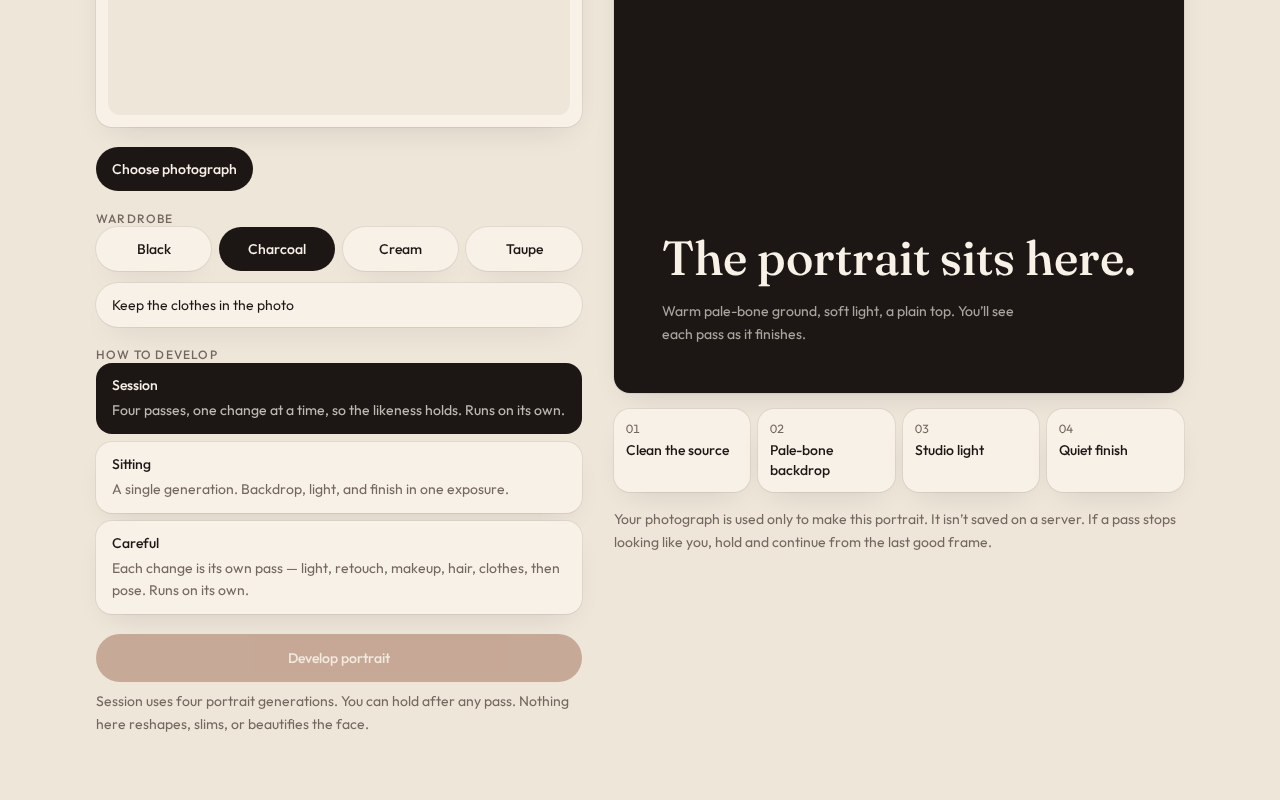 Choose photograph
WARDROBE
Black
Charcoal
Cream
Taupe
Keep the clothes in the photo
HOW TO DEVELOP
Session
Four passes, one change at a time, so the likeness holds. Runs on its own.
Sitting
A single generation. Backdrop, light, and finish in one exposure.
Careful
Each change is its own pass — light, retouch, makeup, hair, clothes, then
pose. Runs on its own.
Develop portrait
Session uses four portrait generations. You can hold after any pass. Nothing
here reshapes, slims, or beautifies the face.
The portrait sits here.
Warm pale-bone ground, soft light, a plain top. You’ll see
each pass as it finishes.
01
Clean the source
02
Pale-bone
backdrop
03
Studio light
04
Quiet finish
Your photograph is used only to make this portrait. It isn’t saved on a server. If a pass stops
looking like you, hold and continue from the last good frame.